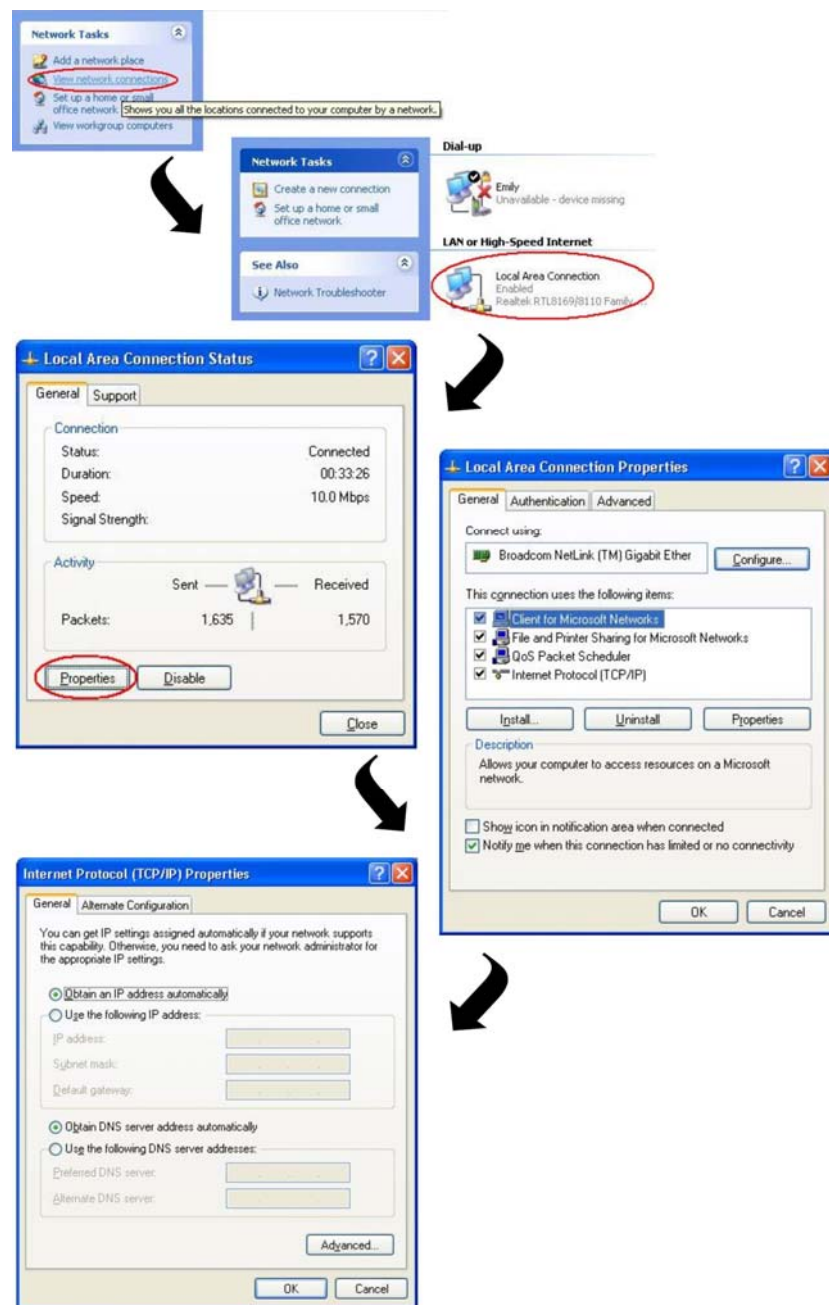 Network Tasks
Add a network place
View network connections
Set up a home or small
office network
Shows you all the locations connected to your computer by a network.
View workgroup computers
Network Tasks
Create a new connection
Set up a home or small
office network
See Also
Network Troubleshooter
Dial-up
Emily
Unavailable - device missing
LAN or High-Speed Internet
Local Area Connection
Enabled
Realtek RTL8169/8110 Family ...
Local Area Connection Status
General Support
Connection
Status: Connected
Duration: 00:33:26
Speed: 10.0 Mbps
Signal Strength:
Activity
Sent Received
Packets: 1,635 1,570
Properties Disable
Close
Local Area Connection Properties
General Authentication Advanced
Connect using:
Broadcom NetLink (TM) Gigabit Ether Configure...
This connection uses the following items:
Client for Microsoft Networks
File and Printer Sharing for Microsoft Networks
QoS Packet Scheduler
Internet Protocol (TCP/IP)
Install... Uninstall Properties
Description
Allows your computer to access resources on a Microsoft
network.
Show icon in notification area when connected
Notify me when this connection has limited or no connectivity
OK Cancel
Internet Protocol (TCP/IP) Properties
General Alternate Configuration
You can get IP settings assigned automatically if your network supports
this capability. Otherwise, you need to ask your network administrator for
the appropriate IP settings.
Obtain an IP address automatically
Use the following IP address:
IP address:
Subnet mask:
Default gateway:
Obtain DNS server address automatically
Use the following DNS server addresses:
Preferred DNS server:
Alternate DNS server:
Advanced...
OK Cancel